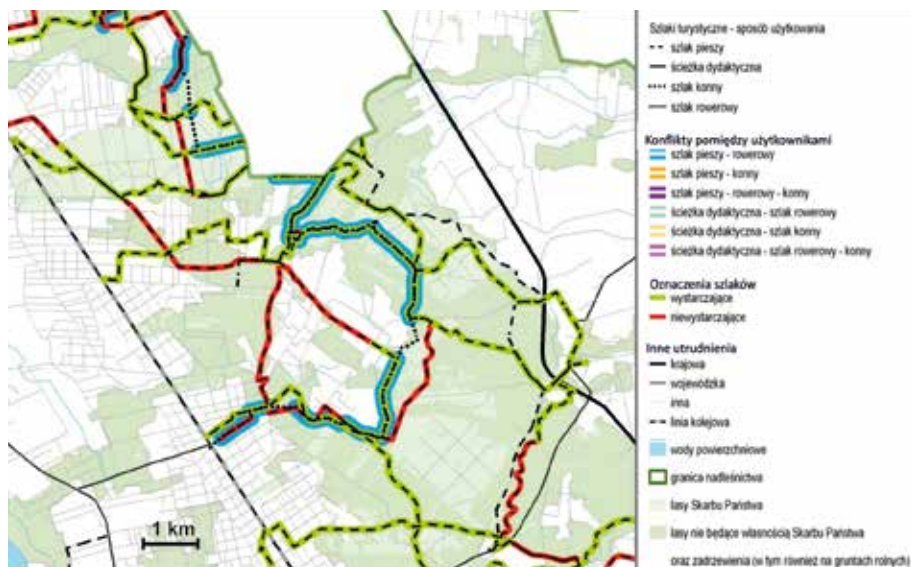 Szlaki turystyczne - sposób użytkowania
szlak pieszy
ścieżka dydaktyczna
szlak konny
szlak rowerowy
Konflikty pomiędzy użytkownikami
szlak pieszy - rowerowy
szlak pieszy - konny
szlak pieszy - rowerowy - konny
ścieżka dydaktyczna - szlak rowerowy
ścieżka dydaktyczna - szlak konny
ścieżka dydaktyczna - szlak rowerowy - konny
Oznaczenia szlaków
wystarczające
niewystarczające
Inne utrudnienia
krajowa
wojewódzka
inna
linia kolejowa
wody powierzchniowe
granica nadleśnictwa
lasy Skarbu Państwa
lasy nie będące własnością Skarbu Państwa
oraz zadrzewienia (w tym również na gruntach rolnych)
1 km